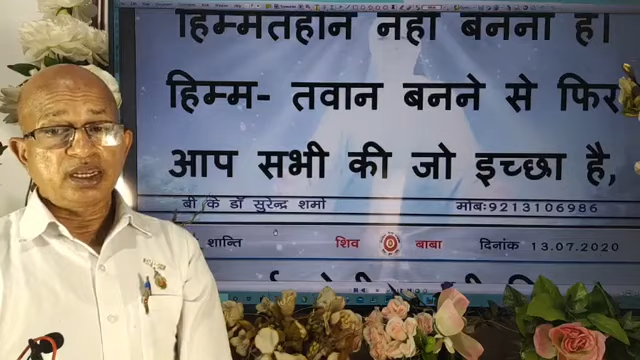 हिम्मतहीन नहीं बनना है।
हिम्म- तवान बनने से फिर
आप सभी की जो इच्छा है,
बी के डॉ सुरेन्द्र शर्मा मोबः9213106986
शान्ति शिव बाबा दिनांक 13.07.2020